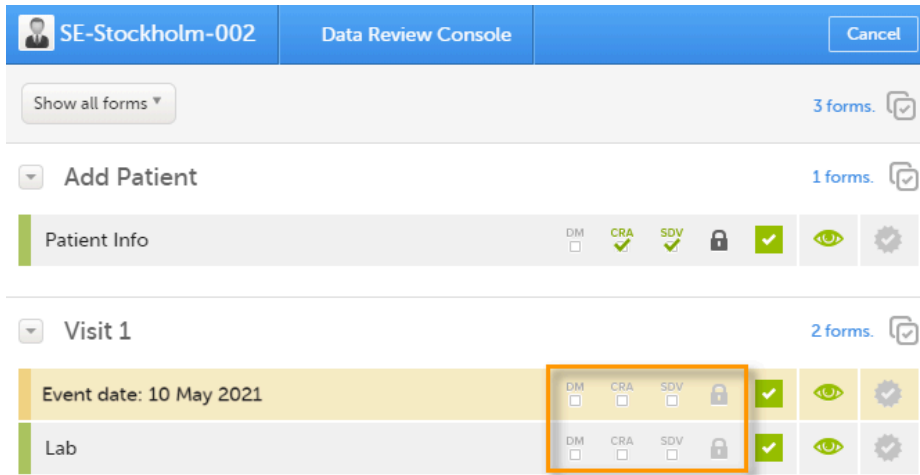 SE-Stockholm-002 Data Review Console Cancel
Show all forms 3 forms.
Add Patient 1 forms.
Patient Info DM CRA SDV
Visit 1 2 forms.
Event date: 10 May 2021 DM CRA SDV
Lab DM CRA SDV